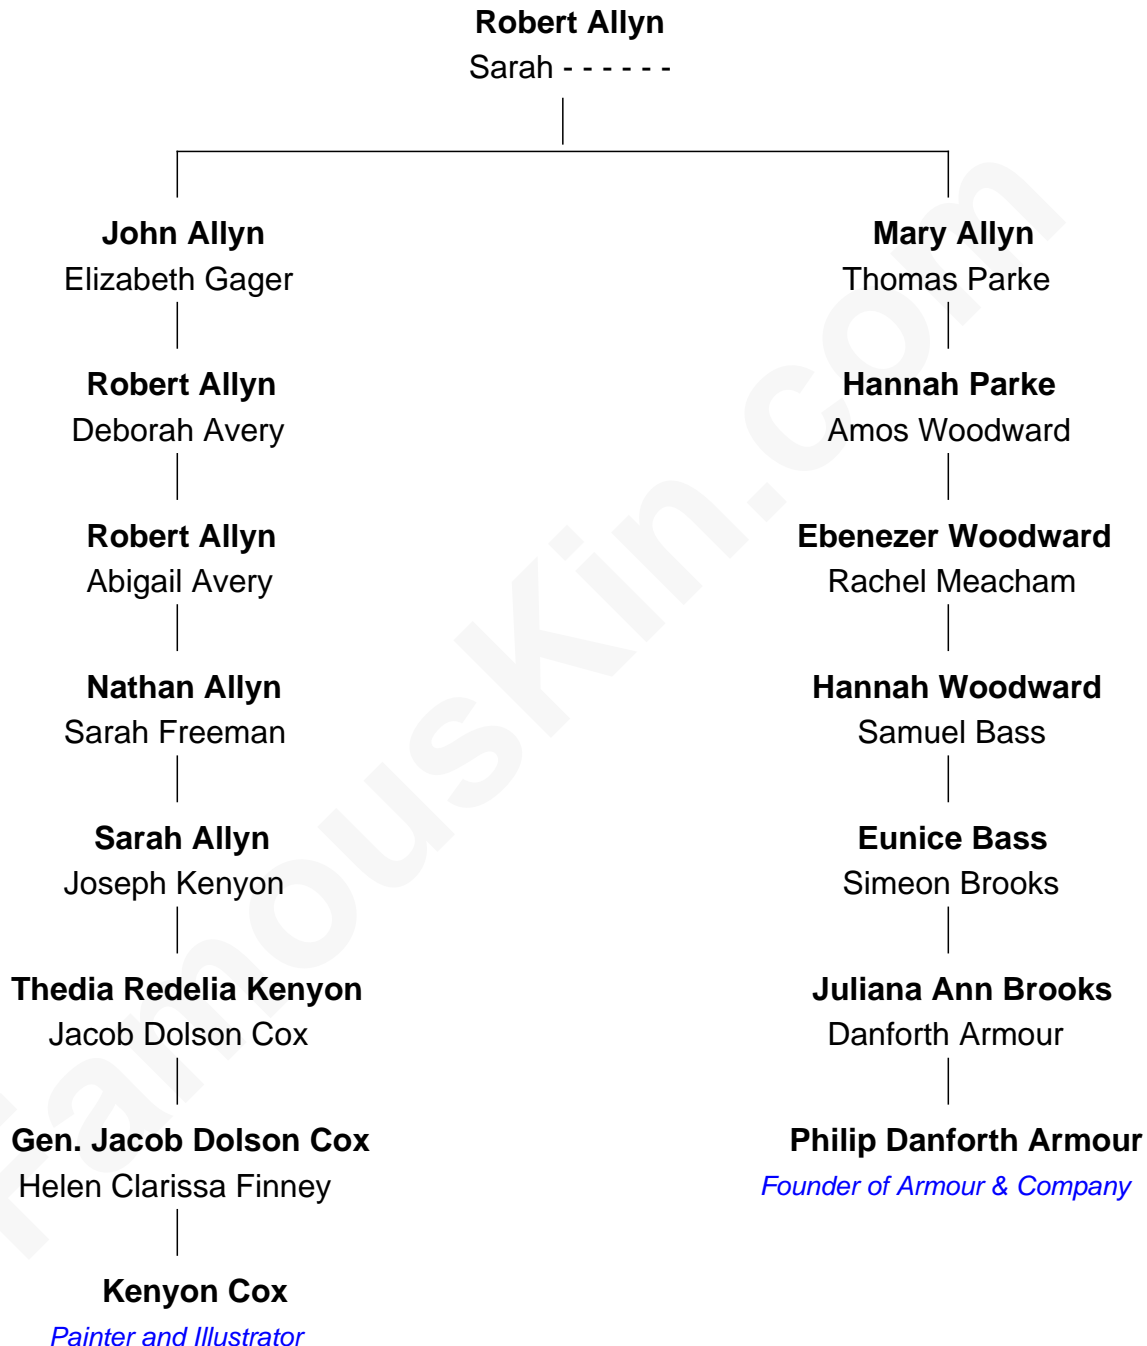 Robert Allyn
Sarah - - - - - -
John Allyn
Elizabeth Gager
Mary Allyn
Thomas Parke
Robert Allyn
Deborah Avery
Hannah Parke
Amos Woodward
Robert Allyn
Abigail Avery
Ebenezer Woodward
Rachel Meacham
Nathan Allyn
Sarah Freeman
Hannah Woodward
Samuel Bass
Sarah Allyn
Joseph Kenyon
Eunice Bass
Simeon Brooks
Thedia Redelia Kenyon
Jacob Dolson Cox
Juliana Ann Brooks
Danforth Armour
Gen. Jacob Dolson Cox
Helen Clarissa Finney
Philip Danforth Armour
Founder of Armour & Company
Kenyon Cox
Painter and Illustrator
FamousKin.com